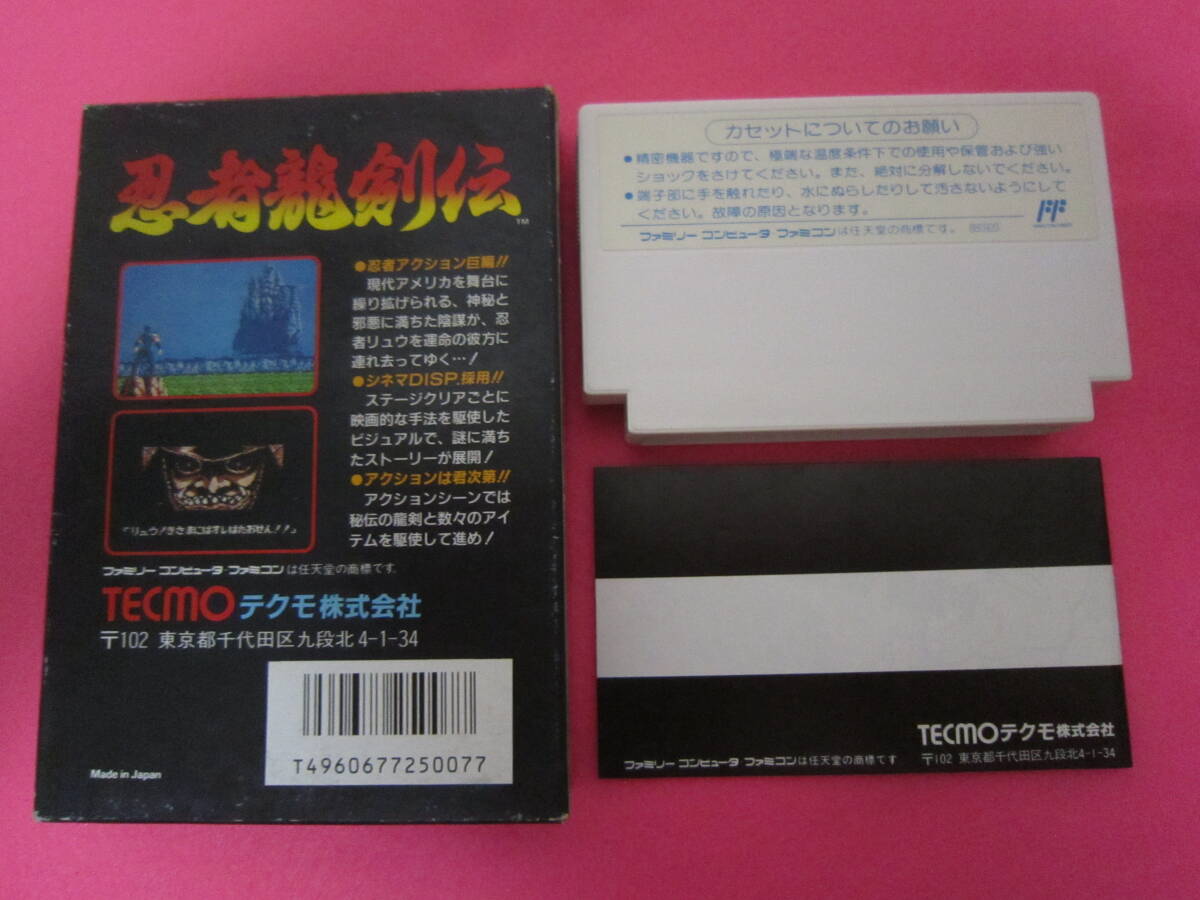 忍者龍剣伝
TM
●忍者アクション巨編!!
現代アメリカを舞台に
繰り拡げられる、神秘と
邪悪に満ちた陰謀が、忍
者リュウを運命の彼方に
連れ去ってゆく…!
●シネマDISP.採用!!
ステージクリアごとに
映画的な手法を駆使した
ビジュアルで、謎に満ち
たストーリーが展開!
●アクションは君次第!!
アクションシーンでは
秘伝の龍剣と数々のアイ
テムを駆使して進め!
「リュウ!きさまにはオレはたおせん!!」
ファミリー コンピュータ・ファミコンは任天堂の商標です。
TECMO テクモ株式会社
〒102 東京都千代田区九段北4-1-34
T4960677250077
Made in Japan
カセットについてのお願い
●精密機器ですので、極端な温度条件下での使用や保管および強い
ショックをさけてください。また、絶対に分解しないでください。
●端子部に手を触れたり、水にぬらしたりして汚さないようにして
ください。故障の原因となります。
ファミリー コンピュータ ファミコンは任天堂の商標です。
TECMO テクモ株式会社
ファミリー コンピュータ ファミコンは任天堂の商標です
〒102 東京都千代田区九段北4-1-34